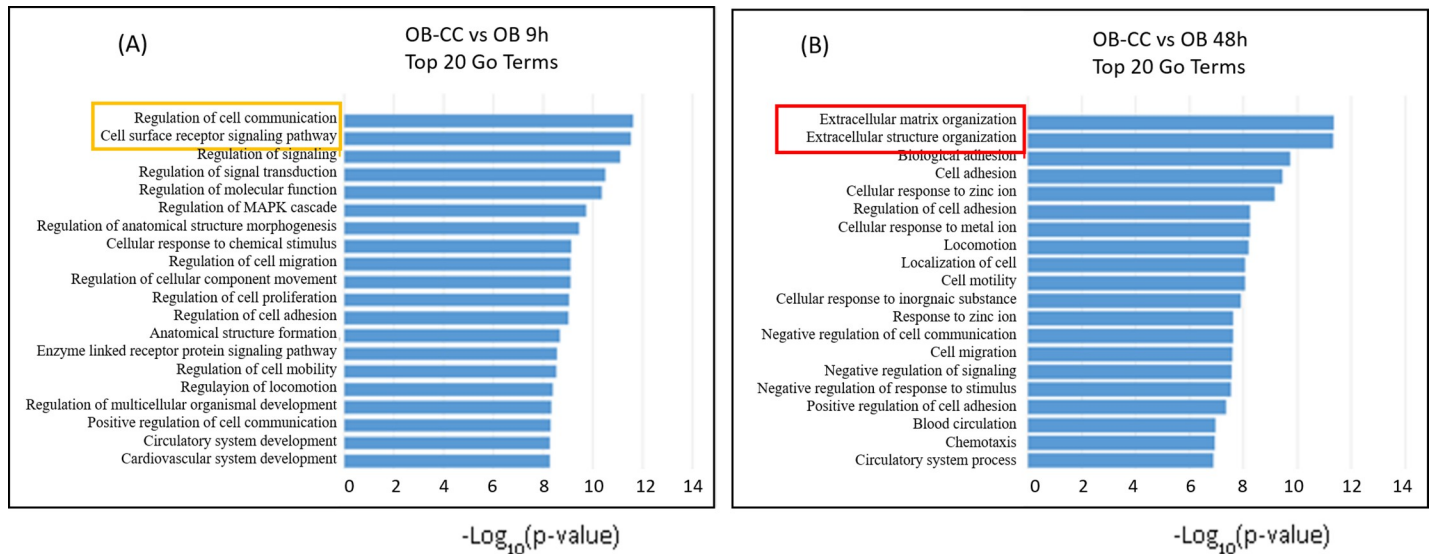 (A)
OB-CC vs OB 9h
Top 20 Go Terms
Regulation of cell communication
Cell surface receptor signaling pathway
Regulation of signaling
Regulation of signal transduction
Regulation of molecular function
Regulation of MAPK cascade
Regulation of anatomical structure morphogenesis
Cellular response to chemical stimulus
Regulation of cell migration
Regulation of cellular component movement
Regulation of cell proliferation
Regulation of cell adhesion
Anatomical structure formation
Enzyme linked receptor protein signaling pathway
Regulation of cell mobility
Regulayion of locomotion
Regulation of multicellular organismal development
Positive regulation of cell communication
Circulatory system development
Cardiovascular system development
0 2 4 6 8 10 12 14
-Log10(p-value)
(B)
OB-CC vs OB 48h
Top 20 Go Terms
Extracellular matrix organization
Extracellular structure organization
Biological adhesion
Cell adhesion
Cellular response to zinc ion
Regulation of cell adhesion
Cellular response to metal ion
Locomotion
Localization of cell
Cell motility
Cellular response to inorgnaic substance
Response to zinc ion
Negative regulation of cell communication
Cell migration
Negative regulation of signaling
Negative regulation of response to stimulus
Positive regulation of cell adhesion
Blood circulation
Chemotaxis
Circulatory system process
0 2 4 6 8 10 12 14
-Log10(p-value)